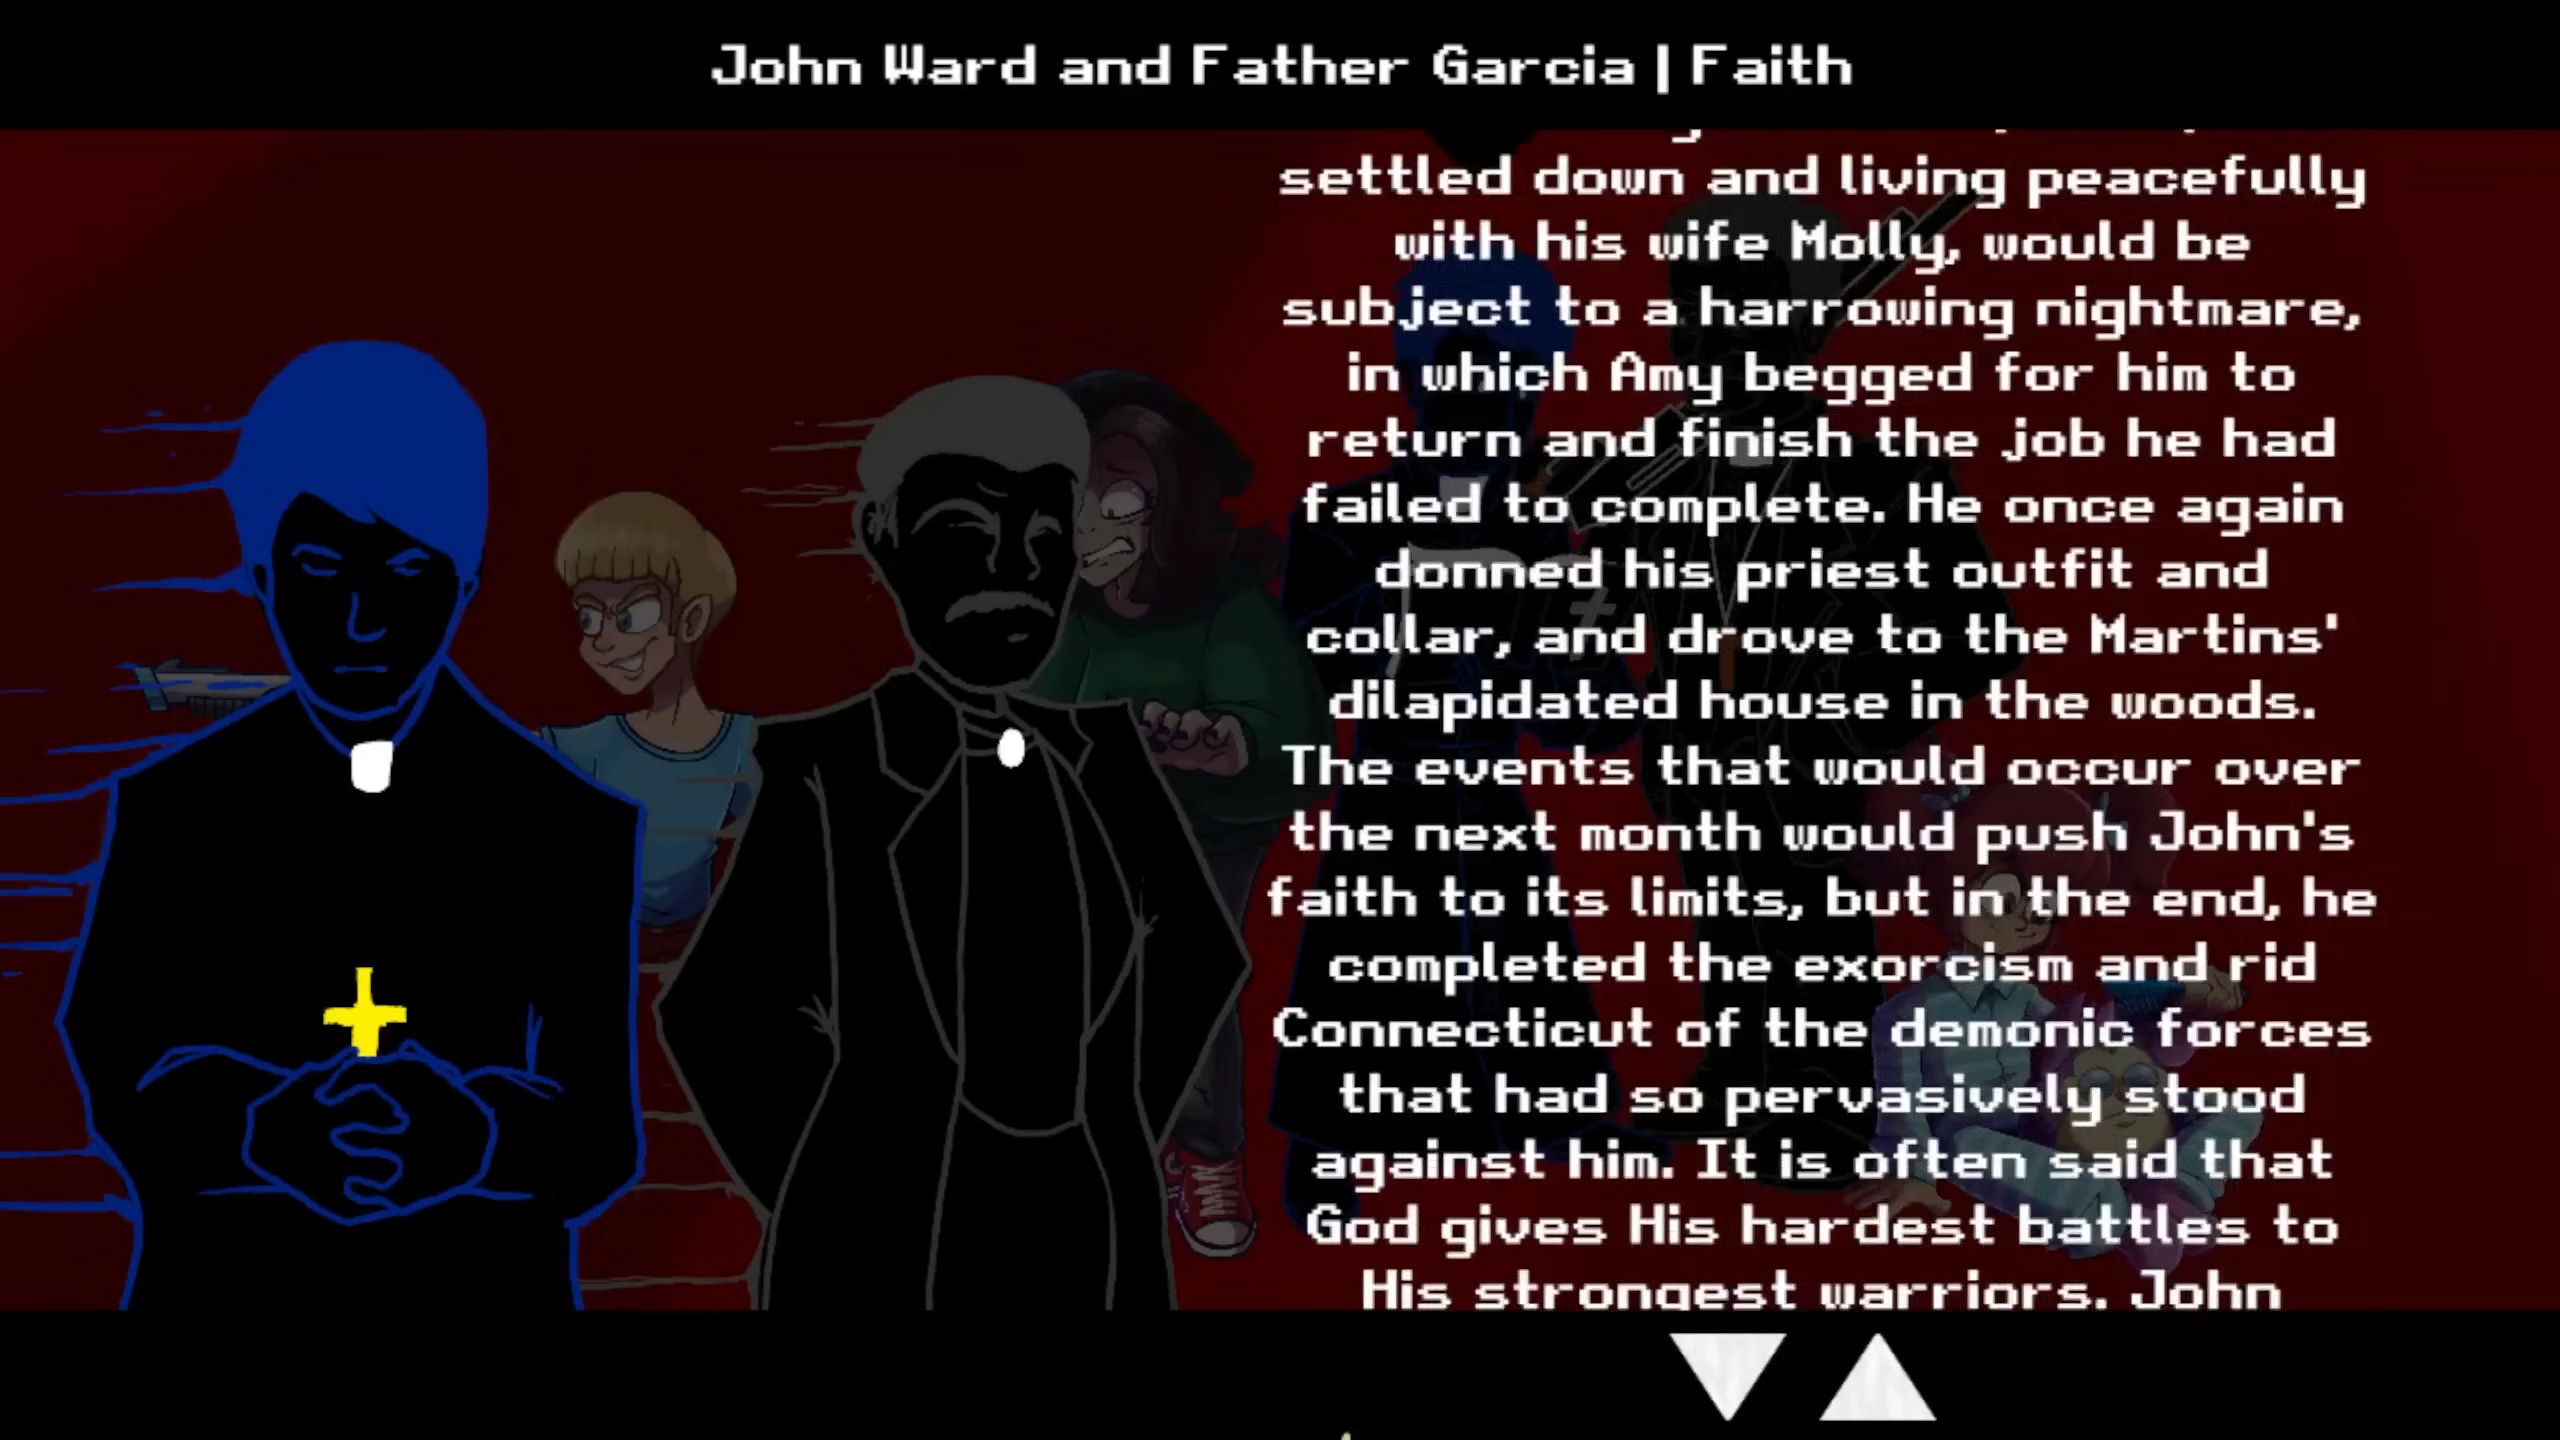 John Ward and Father Garcia | Faith
settled down and living peacefully
with his wife Molly, would be
subject to a harrowing nightmare,
in which Amy begged for him to
return and finish the job he had
failed to complete. He once again
donned his priest outfit and
collar, and drove to the Martins'
dilapidated house in the woods.
The events that would occur over
the next month would push John's
faith to its limits, but in the end, he
completed the exorcism and rid
Connecticut of the demonic forces
that had so pervasively stood
against him. It is often said that
God gives His hardest battles to
His strongest warriors. John